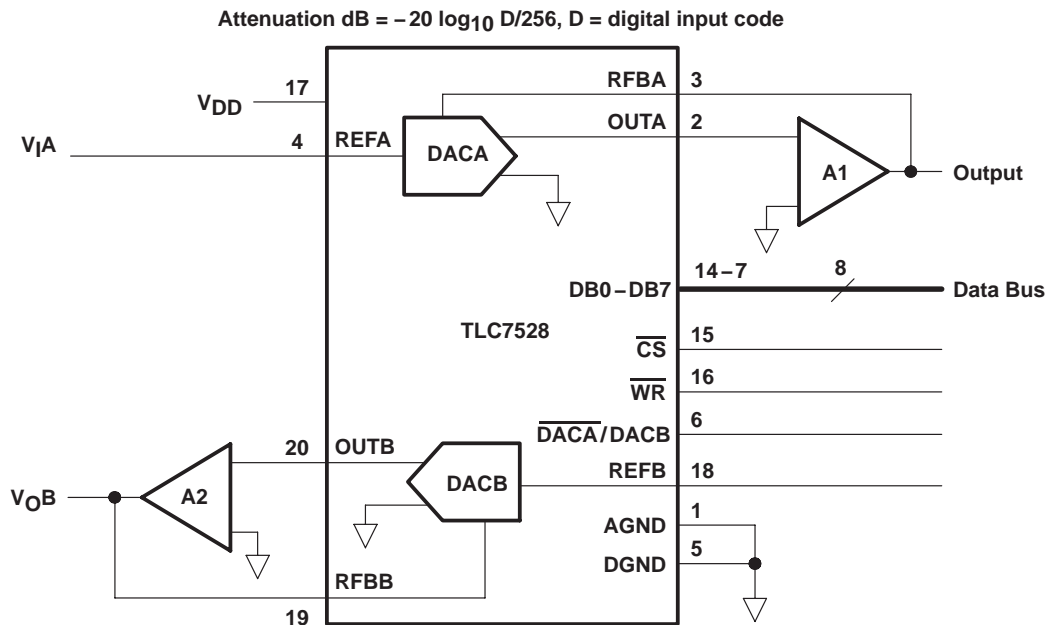 Attenuation dB = – 20 log10 D/256, D = digital input code
17
VDD
RFBA
3
OUTA
2
VIA
4
REFA
DACA
A1
Output
DB0 – DB7
14 – 7
8
Data Bus
TLC7528
CS
15
WR
16
DACA/DACB
6
20
OUTB
REFB
18
VOB
A2
DACB
AGND
1
DGND
5
RFBB
19